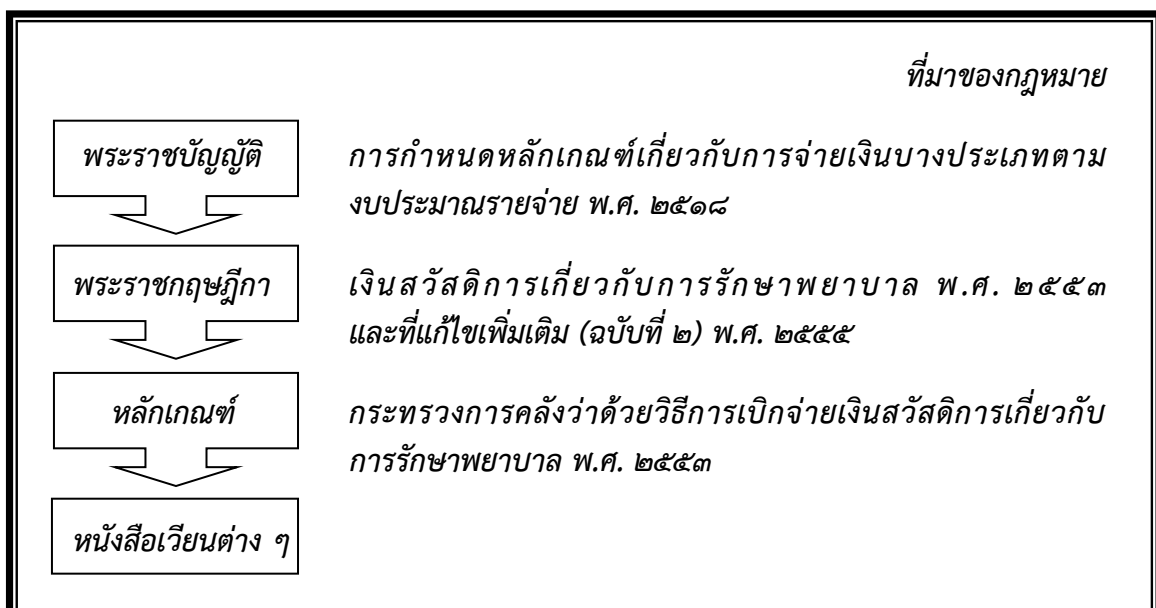 ที่มาของกฎหมาย
พระราชบัญญัติ
การกำหนดหลักเกณฑ์เกี่ยวกับการจ่ายเงินบางประเภทตาม
งบประมาณรายจ่าย พ.ศ. ๒๕๑๘
พระราชกฤษฎีกา
เงินสวัสดิการเกี่ยวกับการรักษาพยาบาล พ.ศ. ๒๕๕๓
และที่แก้ไขเพิ่มเติม (ฉบับที่ ๒) พ.ศ. ๒๕๕๕
หลักเกณฑ์
กระทรวงการคลังว่าด้วยวิธีการเบิกจ่ายเงินสวัสดิการเกี่ยวกับ
การรักษาพยาบาล พ.ศ. ๒๕๕๓
หนังสือเวียนต่าง ๆ